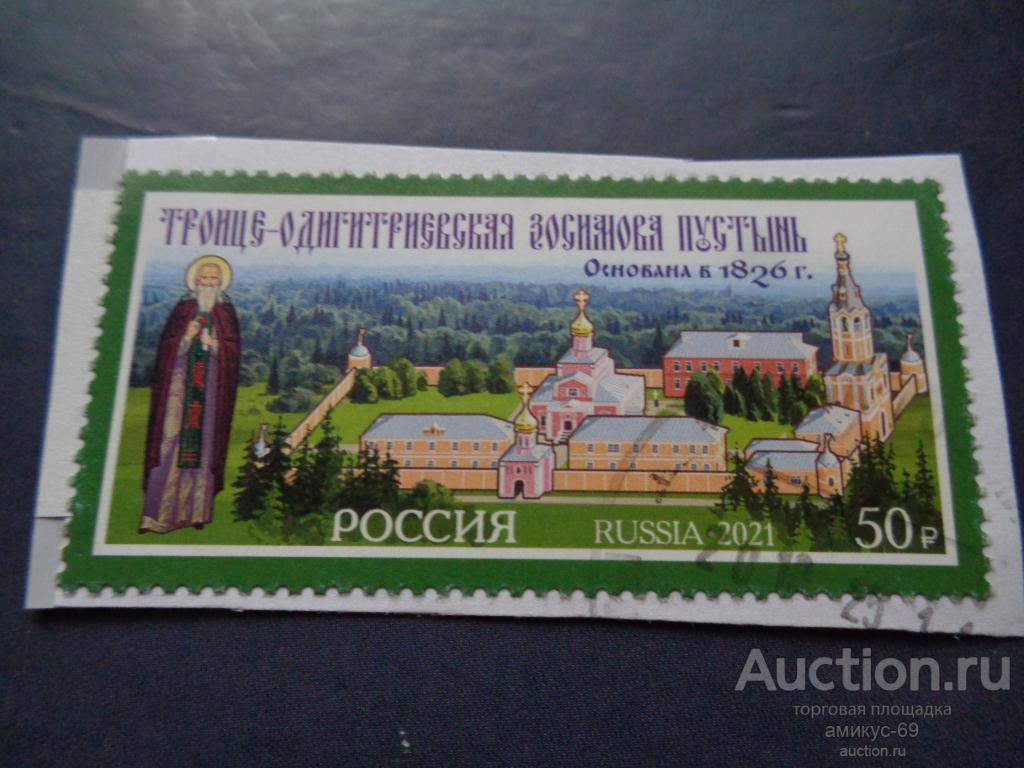 ТРОИЦЕ-ОДИГИТРИЕВСКАЯ ЗОСИМОВА ПУСТЫНЬ
Основана в 1826 г.
РОССИЯ
RUSSIA 2021
50₽
Auction.ru
торговая площадка
амикус-69
auction.ru